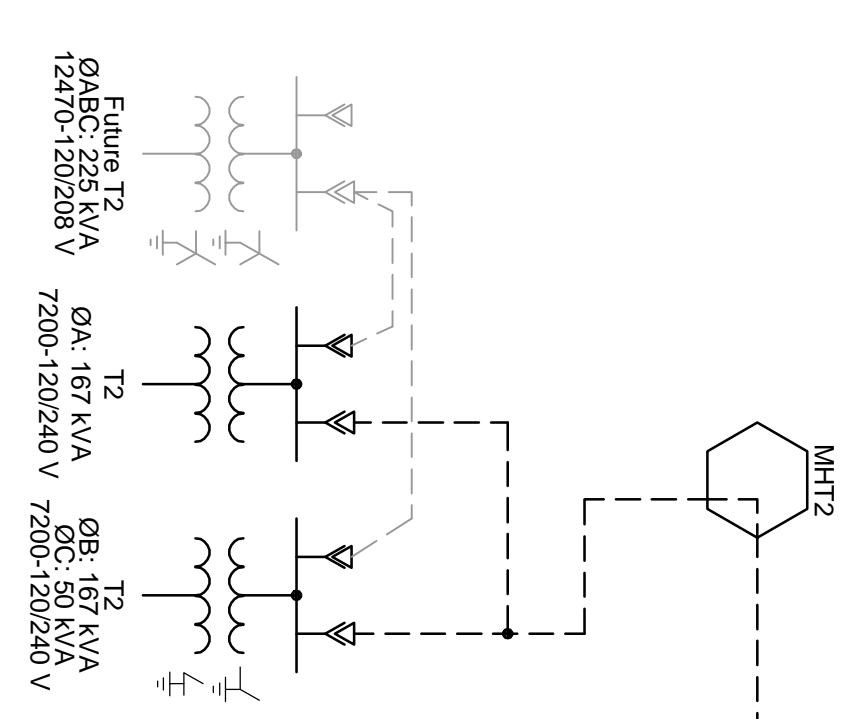 Future T2
ØABC: 225 kVA
12470-120/208 V
T2
ØA: 167 kVA
7200-120/240 V
T2
ØB: 167 kVA
ØC: 50 kVA
7200-120/240 V
MHT2